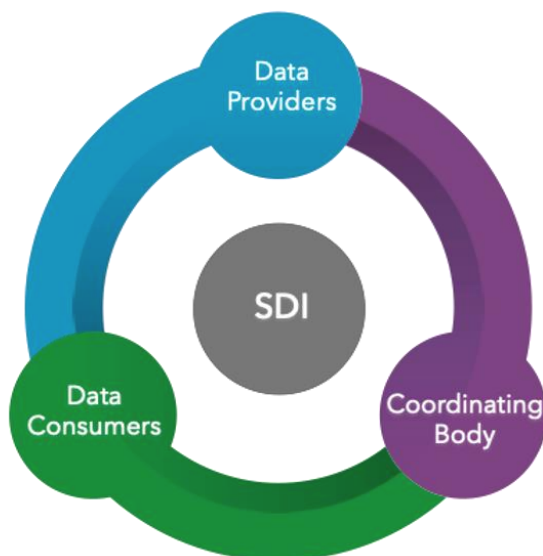 Data
Providers
SDI
Data
Consumers
Coordinating
Body